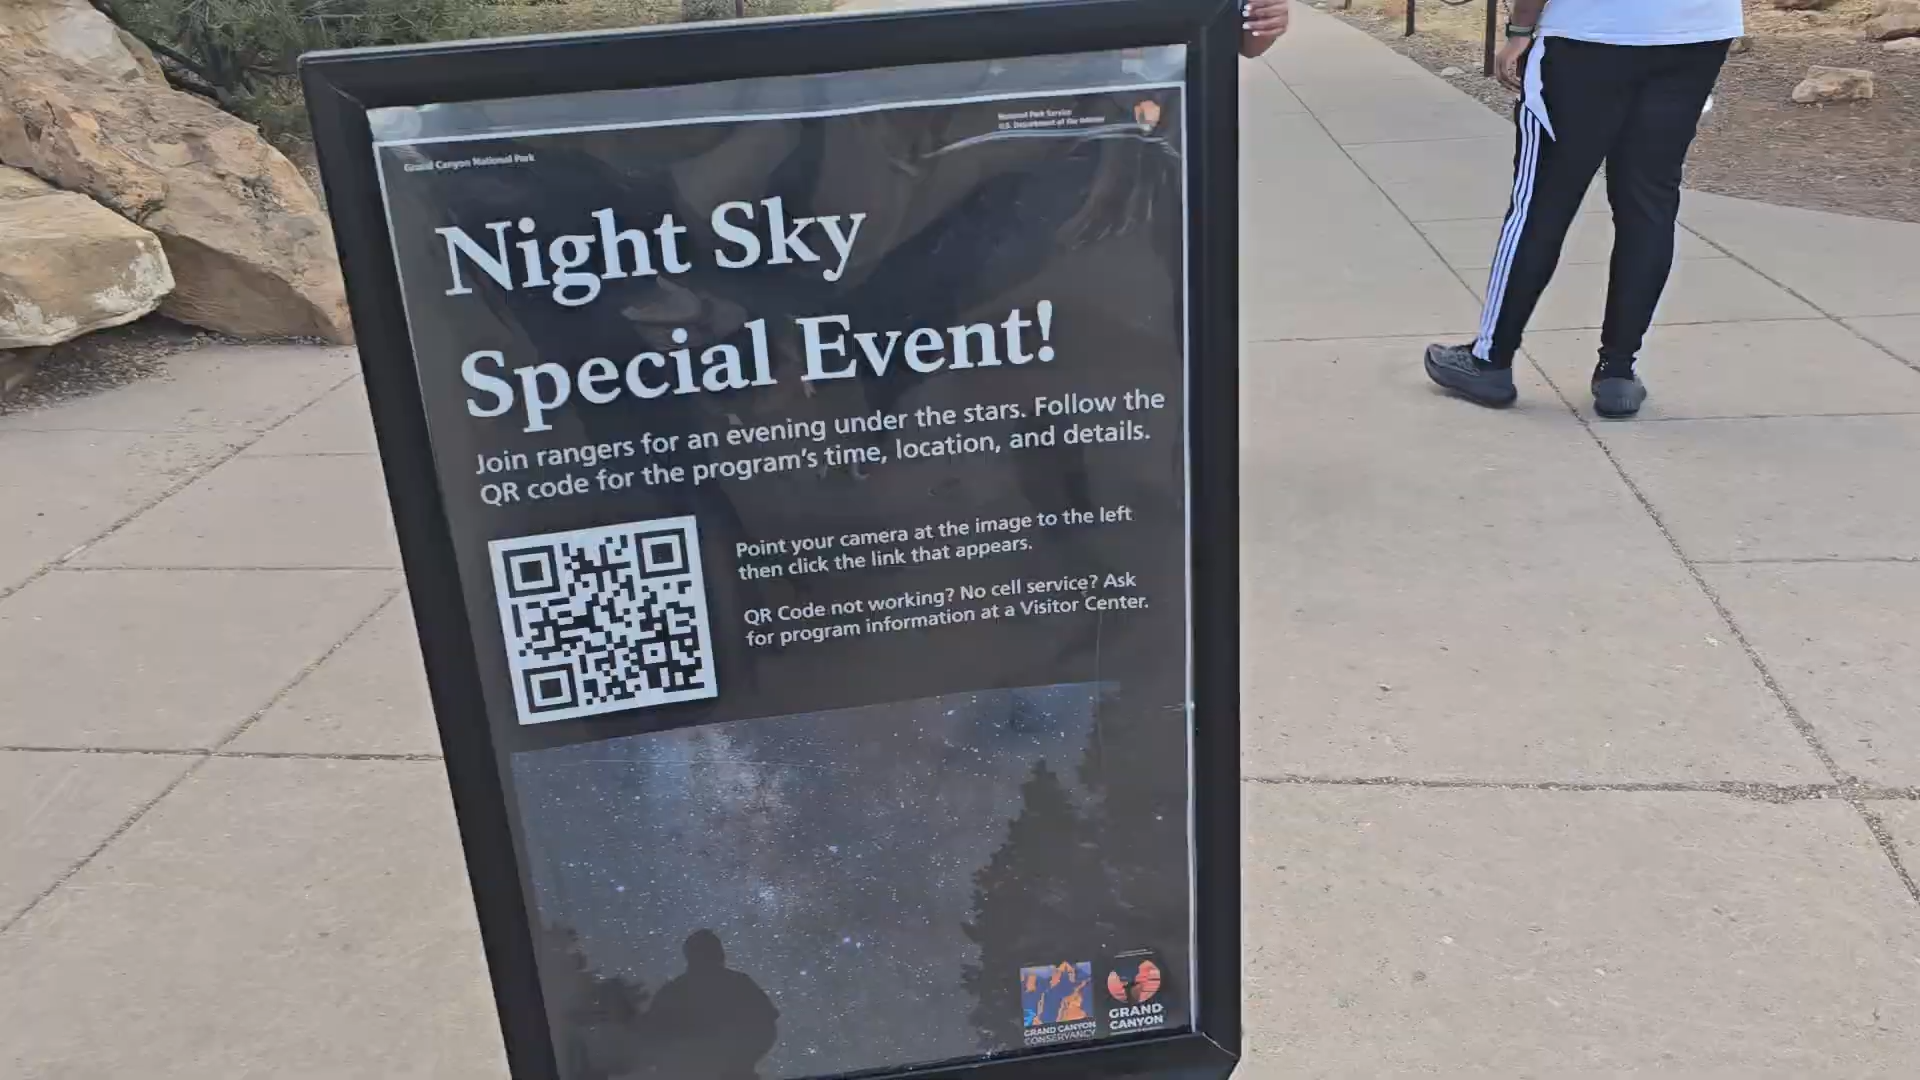 National Park Service
U.S. Department of the Interior
Grand Canyon National Park
Night Sky
Special Event!
Join rangers for an evening under the stars. Follow the
QR code for the program's time, location, and details.
Point your camera at the image to the left
then click the link that appears.
QR Code not working? No cell service? Ask
for program information at a Visitor Center.
GRAND CANYON
CONSERVANCY
GRAND
CANYON